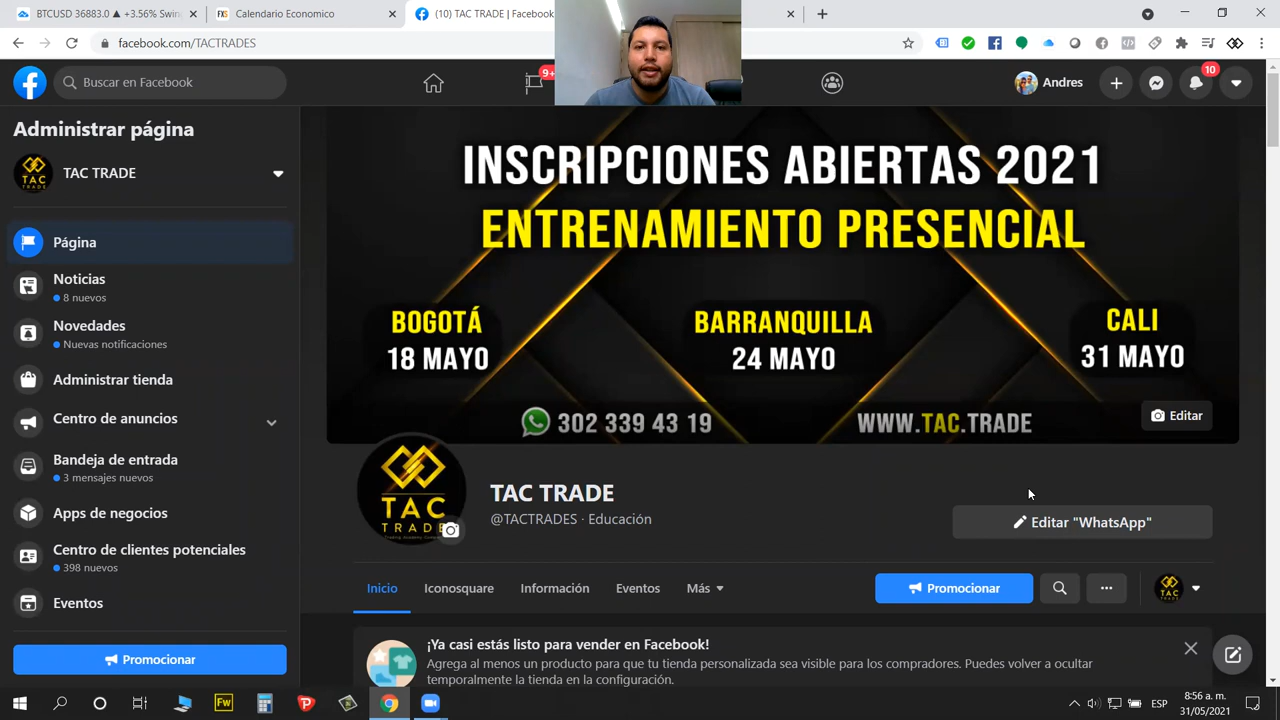 BTCUSD 36883.0 ▲ +3.56% Swin
Calendario Economico
(10) TAC TRADE | Facebook
facebook.com/TACTRADES
Buscar en Facebook
9+
Andres
10
Administrar página
TAC TRADE
Página
Noticias
8 nuevos
Novedades
Nuevas notificaciones
Administrar tienda
Centro de anuncios
Bandeja de entrada
3 mensajes nuevos
Apps de negocios
Centro de clientes potenciales
398 nuevos
Eventos
Promocionar
INSCRIPCIONES ABIERTAS 2021
ENTRENAMIENTO PRESENCIAL
BOGOTÁ
18 MAYO
BARRANQUILLA
24 MAYO
CALI
31 MAYO
302 339 43 19
WWW.TAC.TRADE
Editar
TAC
TRADE
TAC TRADE
@TACTRADES · Educación
Editar "WhatsApp"
Inicio
Iconosquare
Información
Eventos
Más
Promocionar
¡Ya casi estás listo para vender en Facebook!
Agrega al menos un producto para que tu tienda personalizada sea visible para los compradores. Puedes volver a ocultar
temporalmente la tienda en la configuración.
Fw
ESP
8:56 a. m.
31/05/2021